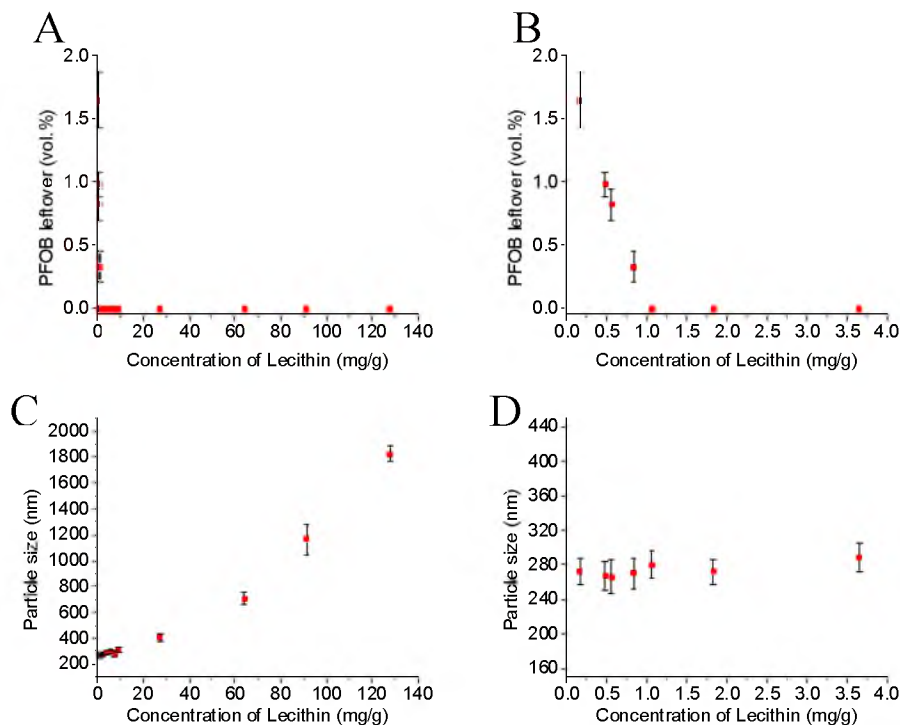 A
B
PFOB leftover (vol.%)
2.0
1.5
1.0
0.5
0.0
0 20 40 60 80 100 120 140
Concentration of Lecithin (mg/g)
PFOB leftover (vol.%)
2.0
1.5
1.0
0.5
0.0
0.0 0.5 1.0 1.5 2.0 2.5 3.0 3.5 4.0
Concentration of Lecithin (mg/g)
C
D
Particle size (nm)
2000
1800
1600
1400
1200
1000
800
600
400
200
0 20 40 60 80 100 120 140
Concentration of Lecithin (mg/g)
Particle size (nm)
440
400
360
320
280
240
200
160
0.0 0.5 1.0 1.5 2.0 2.5 3.0 3.5 4.0
Concentration of Lecithin (mg/g)